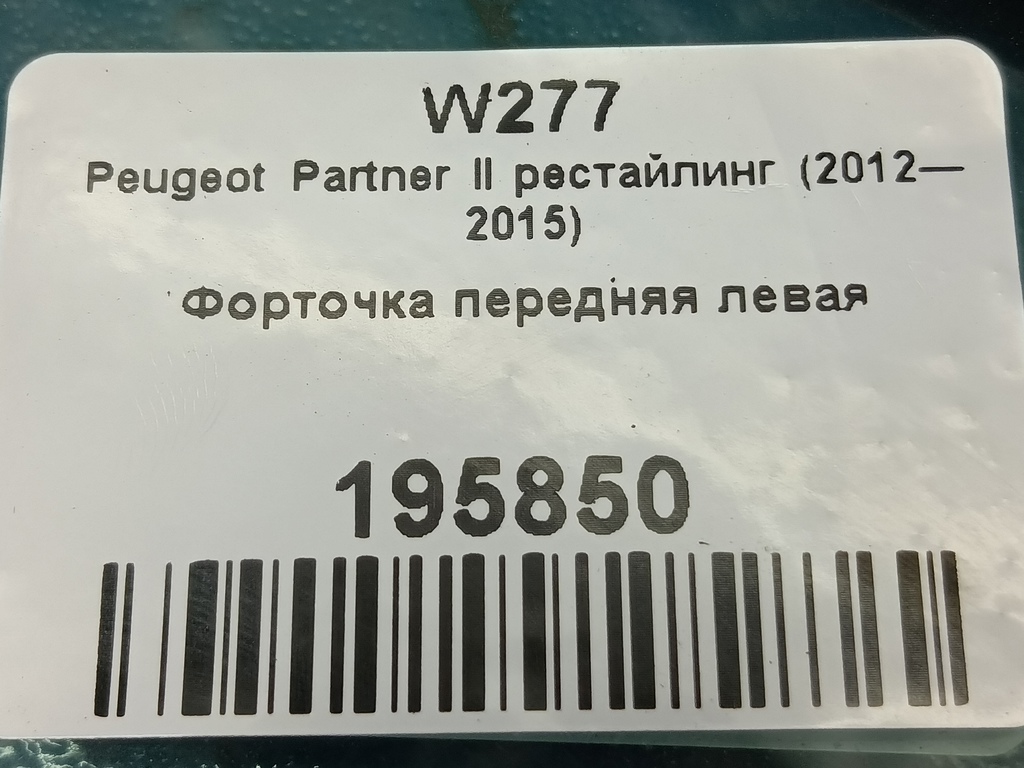 W277
Peugeot Partner II рестайлинг (2012—
2015)
Форточка передняя левая
195850